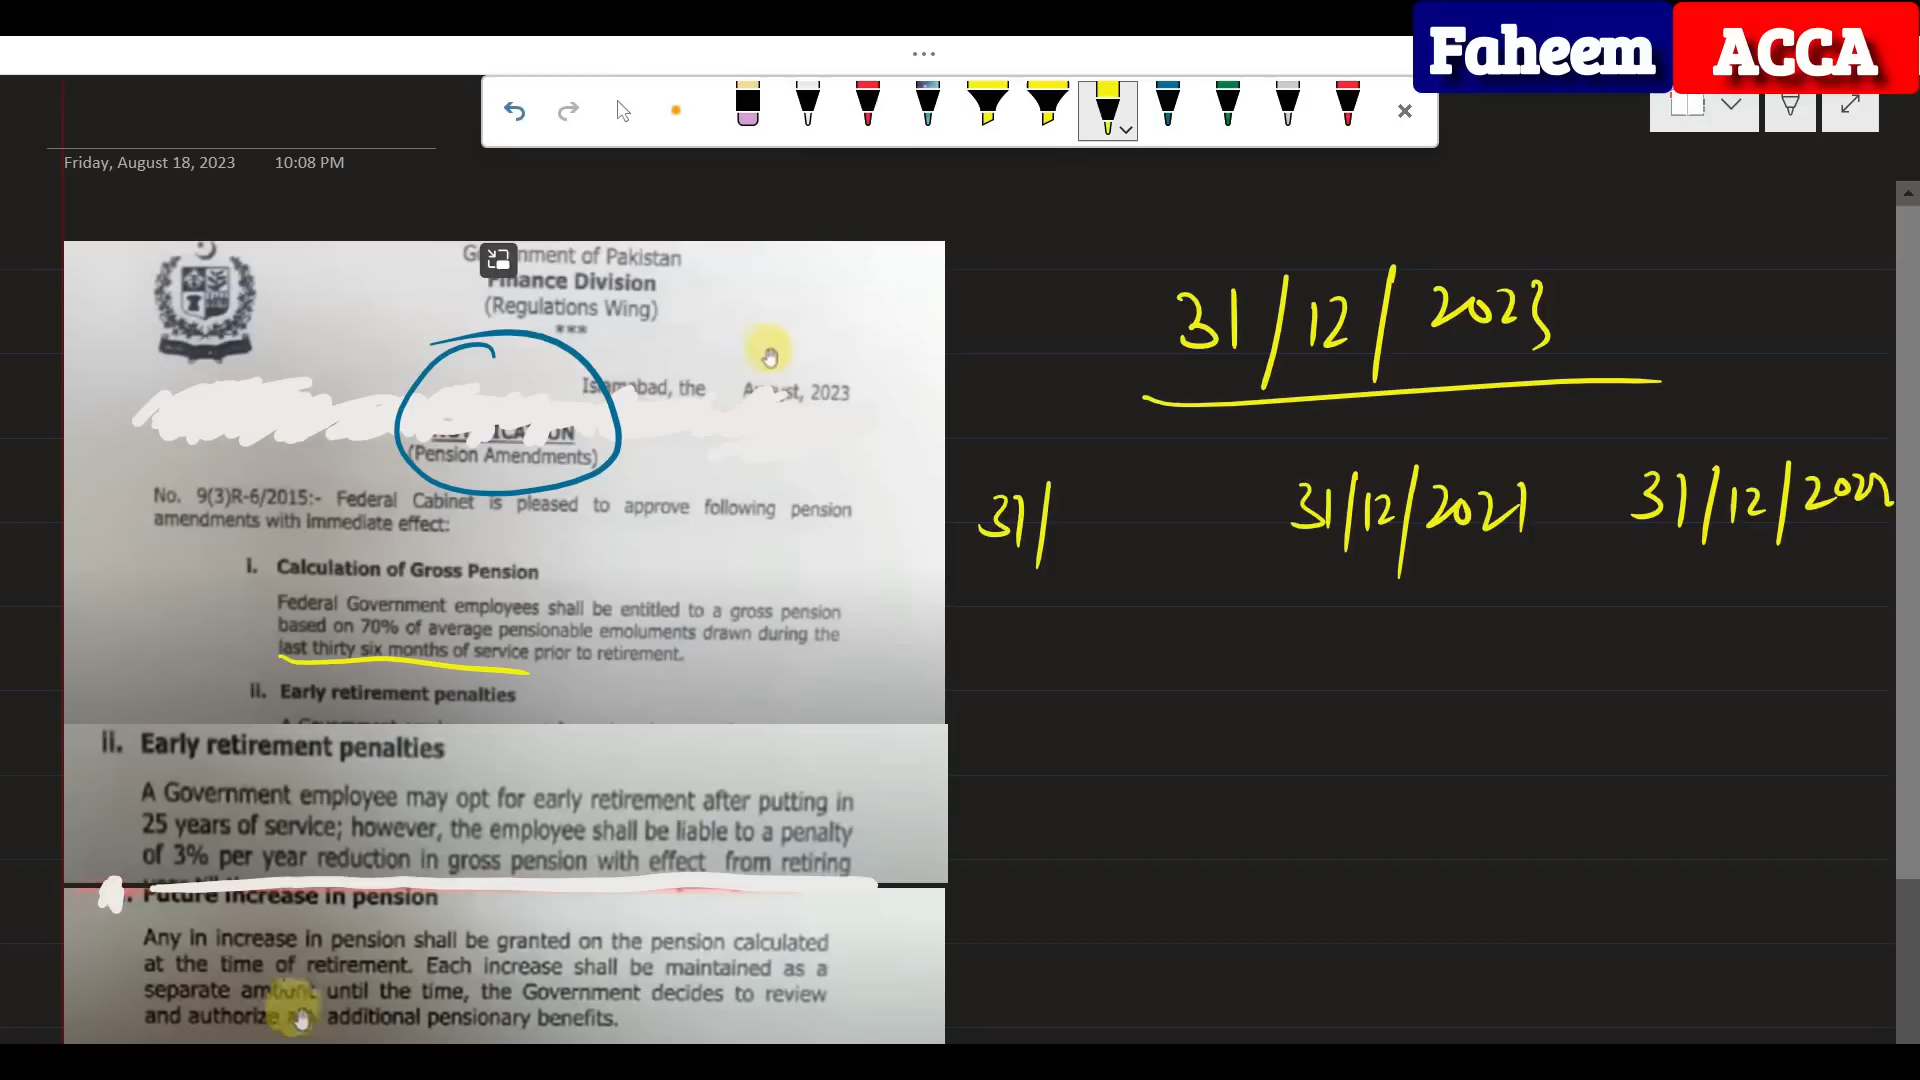 Faheem ACCA
Friday, August 18, 2023 10:08 PM
Government of Pakistan
Finance Division
(Regulations Wing)
***
Islamabad, the August, 2023
(Pension Amendments)
No. 9(3)R-6/2015:- Federal Cabinet is pleased to approve following pension
amendments with immediate effect:
i. Calculation of Gross Pension
Federal Government employees shall be entitled to a gross pension
based on 70% of average pensionable emoluments drawn during the
last thirty six months of service prior to retirement.
ii. Early retirement penalties
ii. Early retirement penalties
A Government employee may opt for early retirement after putting in
25 years of service; however, the employee shall be liable to a penalty
of 3% per year reduction in gross pension with effect from retiring
Future increase in pension
Any in increase in pension shall be granted on the pension calculated
at the time of retirement. Each increase shall be maintained as a
separate amount until the time, the Government decides to review
and authorize additional pensionary benefits.
31/12/2023
31/ 31/12/2021 31/12/2022